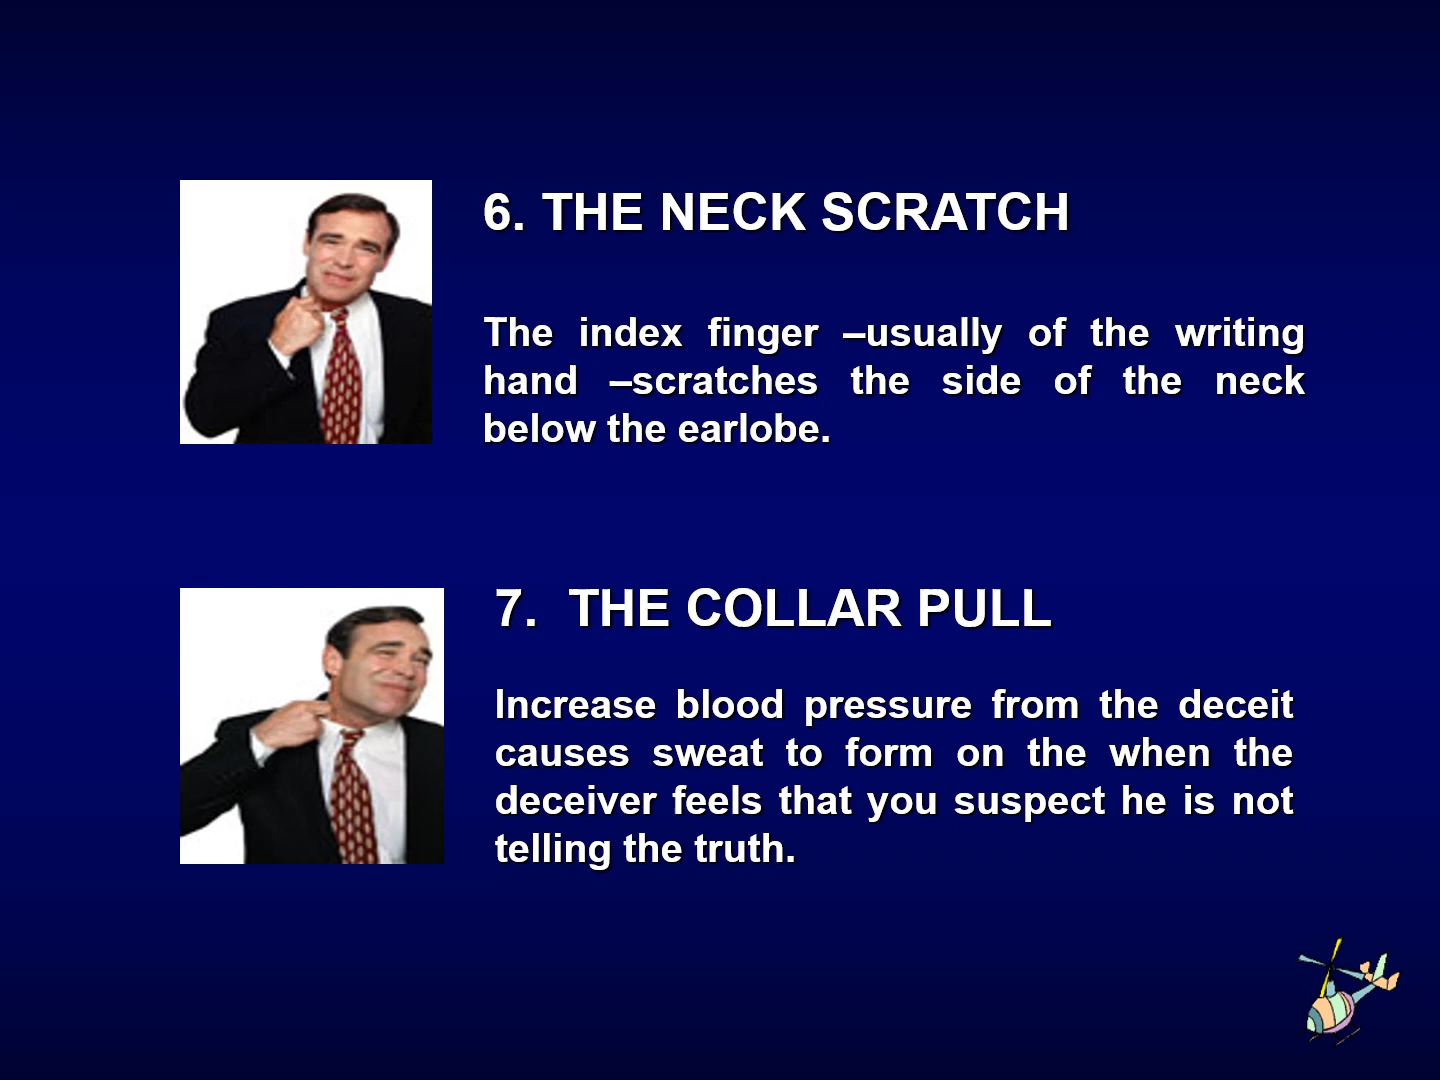 6. THE NECK SCRATCH
The index finger –usually of the writing
hand –scratches the side of the neck
below the earlobe.
7. THE COLLAR PULL
Increase blood pressure from the deceit
causes sweat to form on the when the
deceiver feels that you suspect he is not
telling the truth.